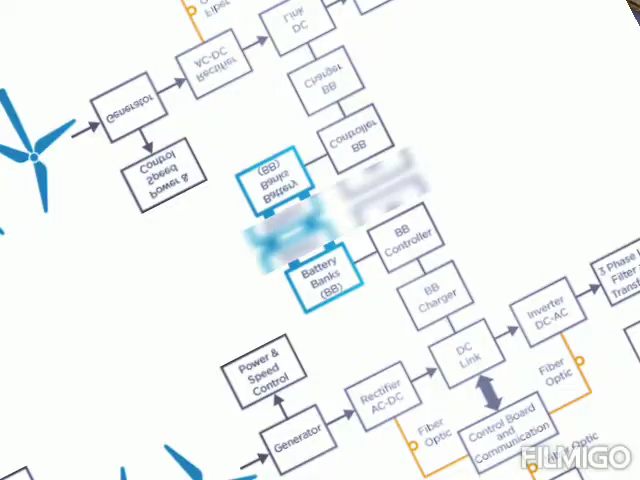 Link
DC
AC-DC
Rectifier
Charger
BB
Generator
Controller
BB
Control
Speed
Power &
(BB)
Banks
Battery
BB
Controller
Battery
Banks
(BB)
BB
Charger
3 Phase
Filter
Inverter
DC-AC
DC
Link
Power &
Speed
Control
Rectifier
AC-DC
Fiber
Optic
Fiber
Optic
Generator
Control Board
and
Communication
Optic
FILMIGO